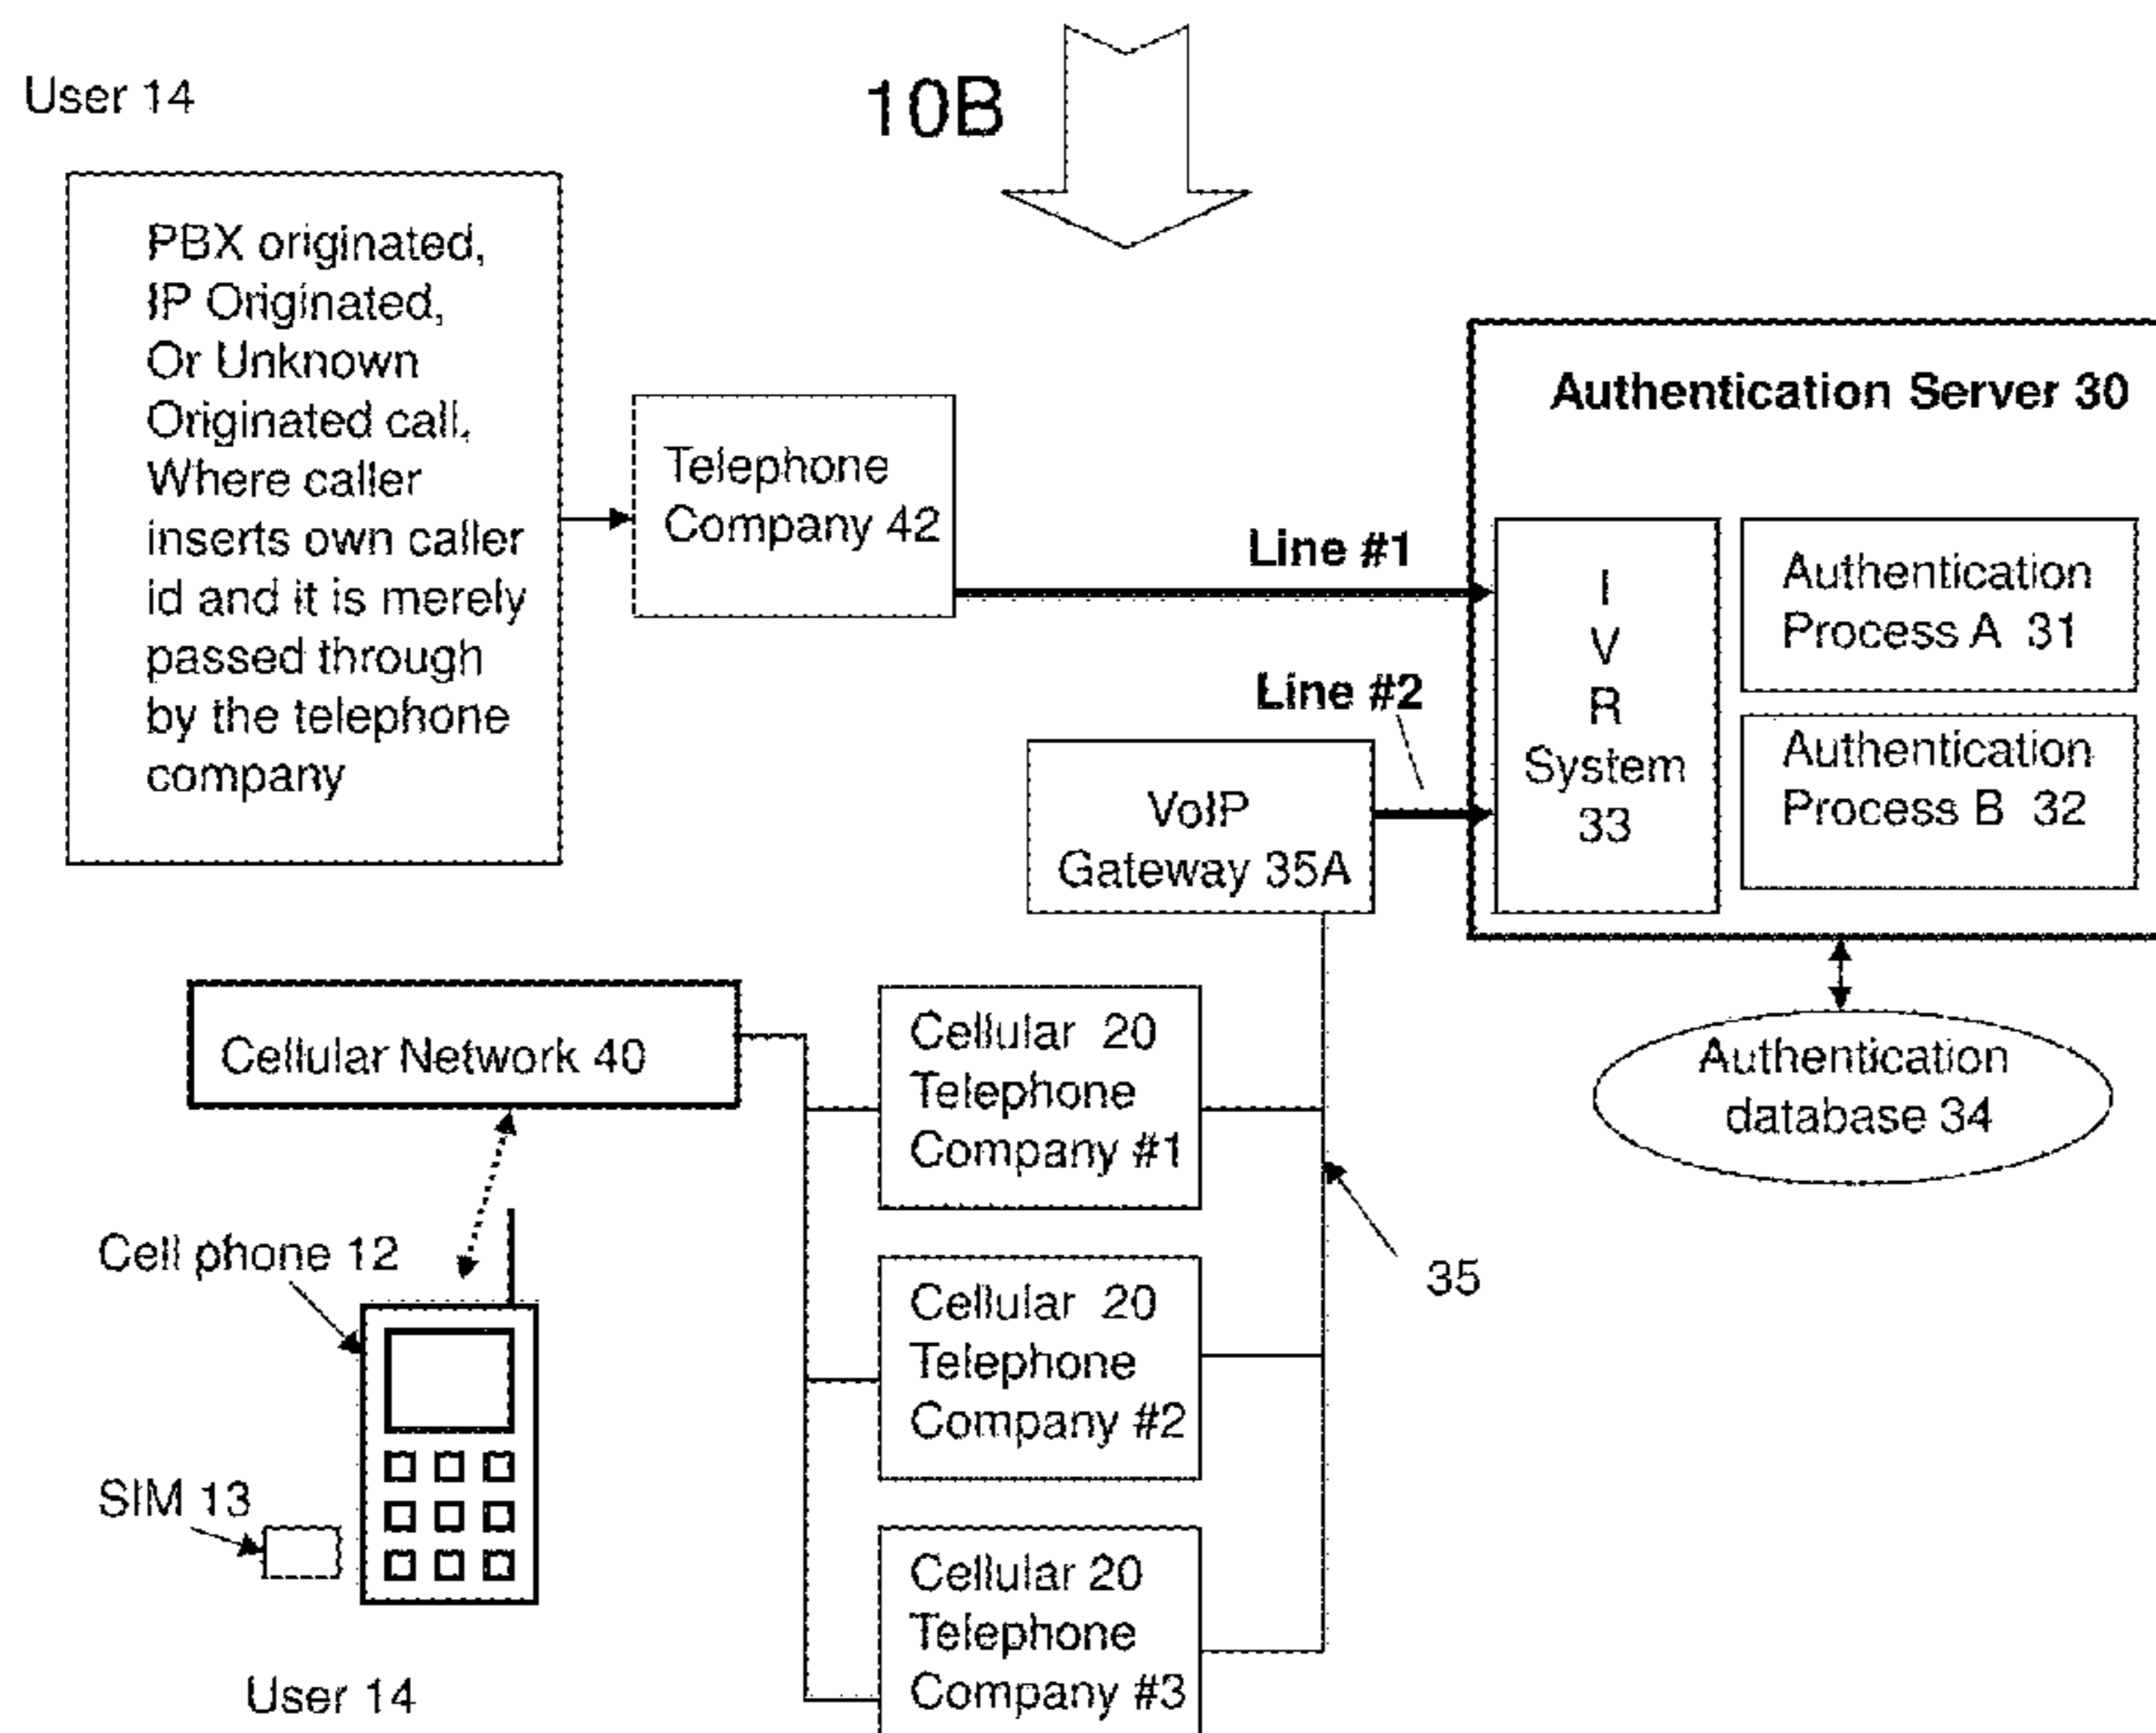 User 14
10B
PBX originated,
IP Originated,
Or Unknown
Originated call,
Where caller
inserts own caller
id and it is merely
passed through
by the telephone
company
Telephone
Company 42
Line #1
Line #2
Authentication Server 30
I
V
R
System
33
Authentication
Process A 31
Authentication
Process B 32
VoIP
Gateway 35A
Authentication
database 34
Cellular Network 40
Cellular 20
Telephone
Company #1
Cellular 20
Telephone
Company #2
Cellular 20
Telephone
Company #3
35
Cell phone 12
SIM 13
User 14